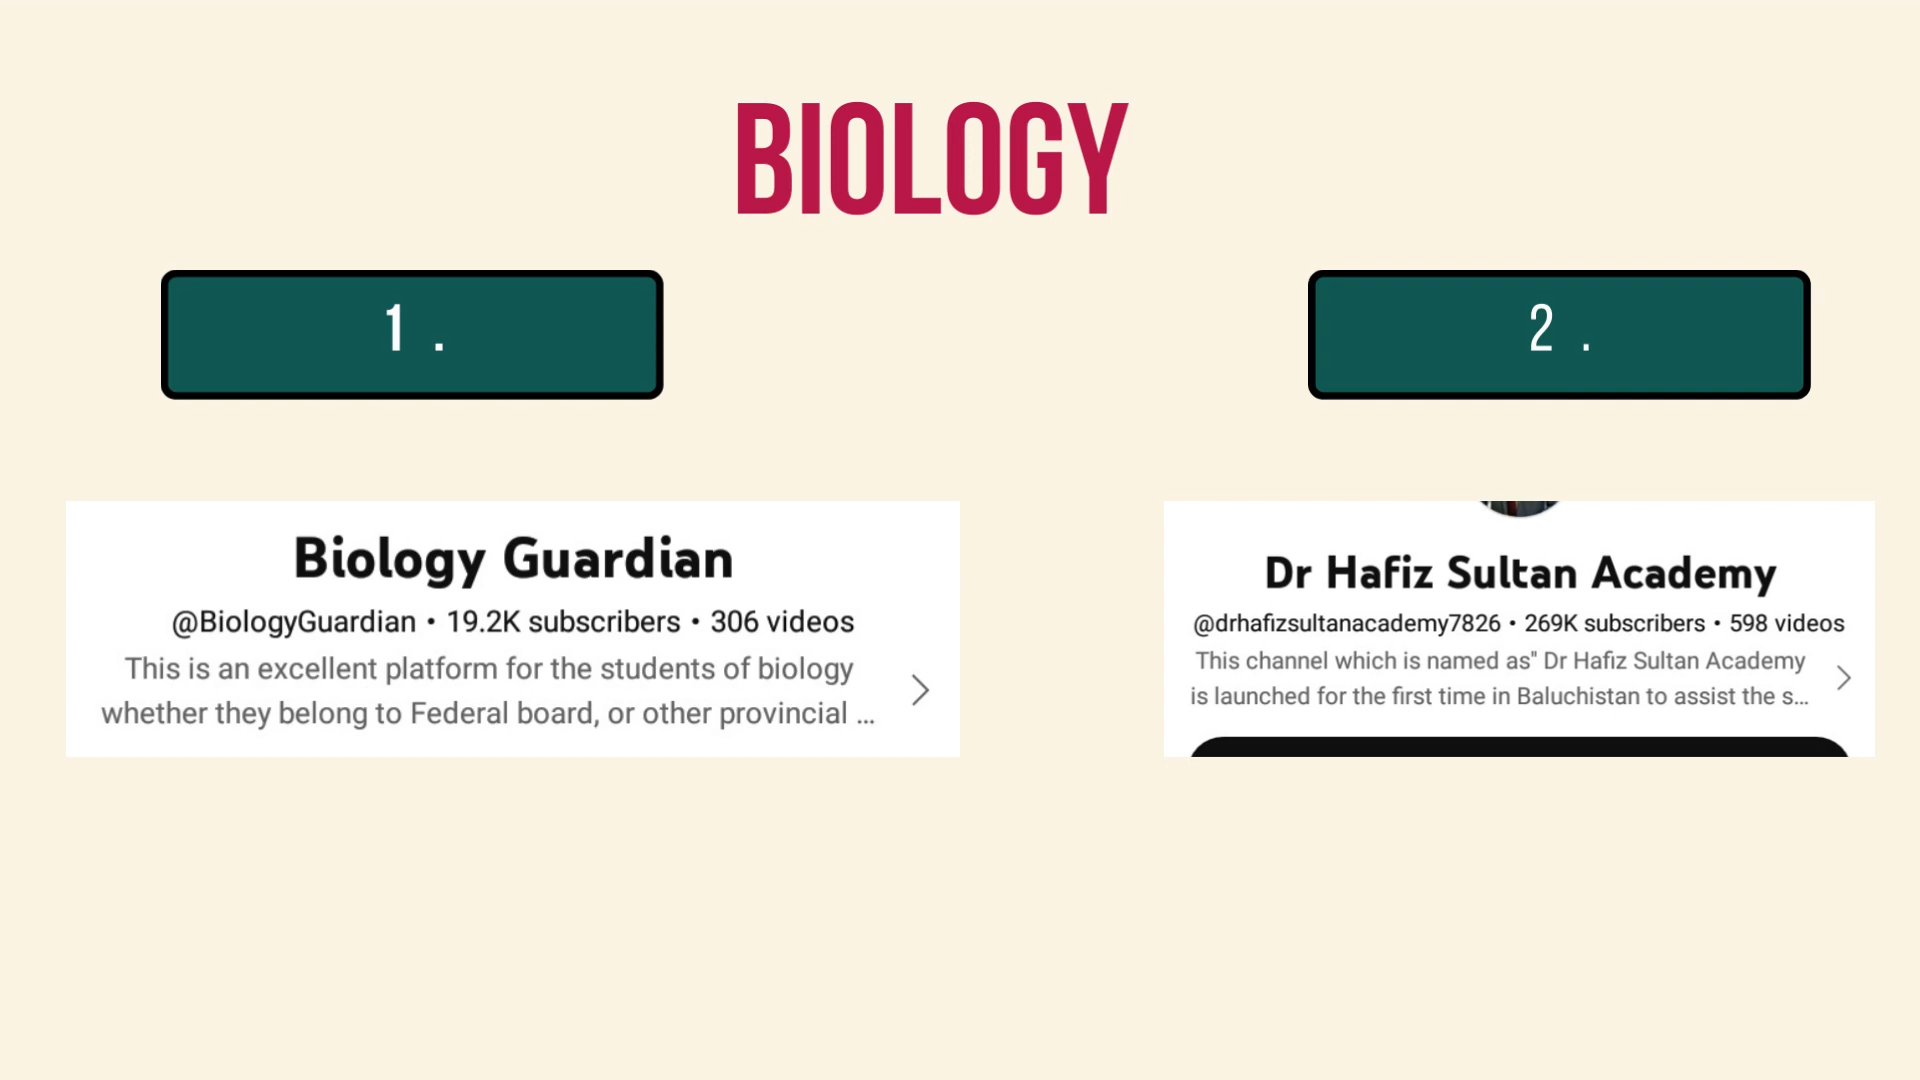 BIOLOGY
1 .
2 .
Biology Guardian
@BiologyGuardian • 19.2K subscribers • 306 videos
This is an excellent platform for the students of biology
whether they belong to Federal board, or other provincial ...
Dr Hafiz Sultan Academy
@drhafizsultanacademy7826 • 269K subscribers • 598 videos
This channel which is named as" Dr Hafiz Sultan Academy
is launched for the first time in Baluchistan to assist the s...